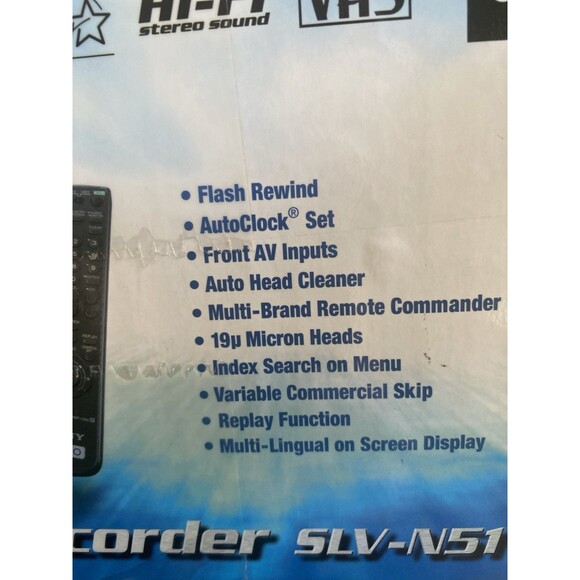 HI-FI
stereo sound
VHS
• Flash Rewind
• AutoClock® Set
• Front AV Inputs
• Auto Head Cleaner
• Multi-Brand Remote Commander
• 19µ Micron Heads
• Index Search on Menu
• Variable Commercial Skip
• Replay Function
• Multi-Lingual on Screen Display
corder SLV-N51